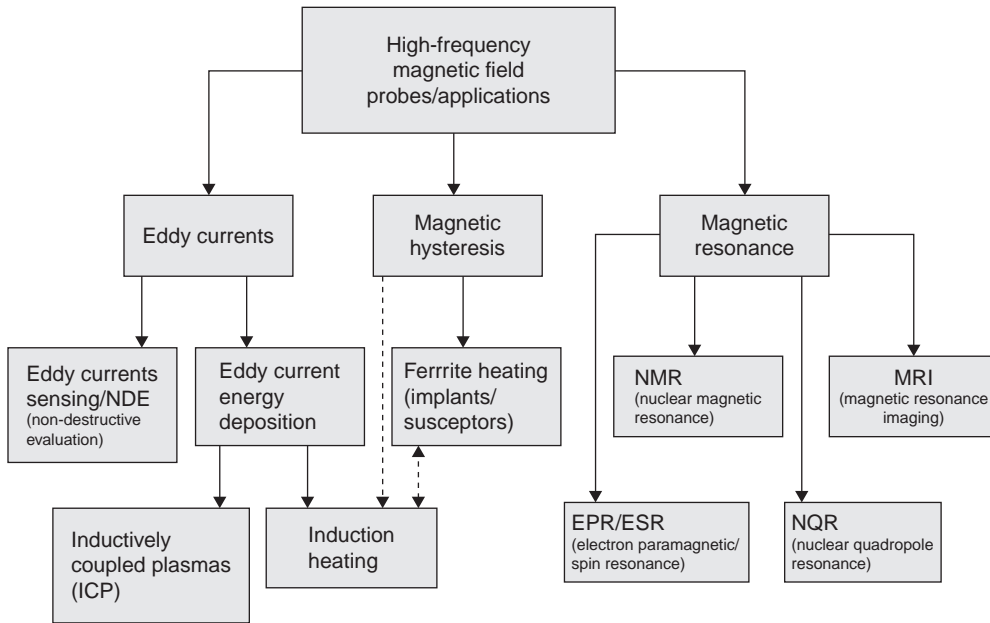 High-frequency
magnetic field
probes/applications
Eddy currents
Magnetic
hysteresis
Magnetic
resonance
Eddy currents
sensing/NDE
(non-destructive
evaluation)
Eddy current
energy
deposition
Ferrrite heating
(implants/
susceptors)
NMR
(nuclear magnetic
resonance)
MRI
(magnetic resonance
imaging)
Inductively
coupled plasmas
(ICP)
Induction
heating
EPR/ESR
(electron paramagnetic/
spin resonance)
NQR
(nuclear quadropole
resonance)